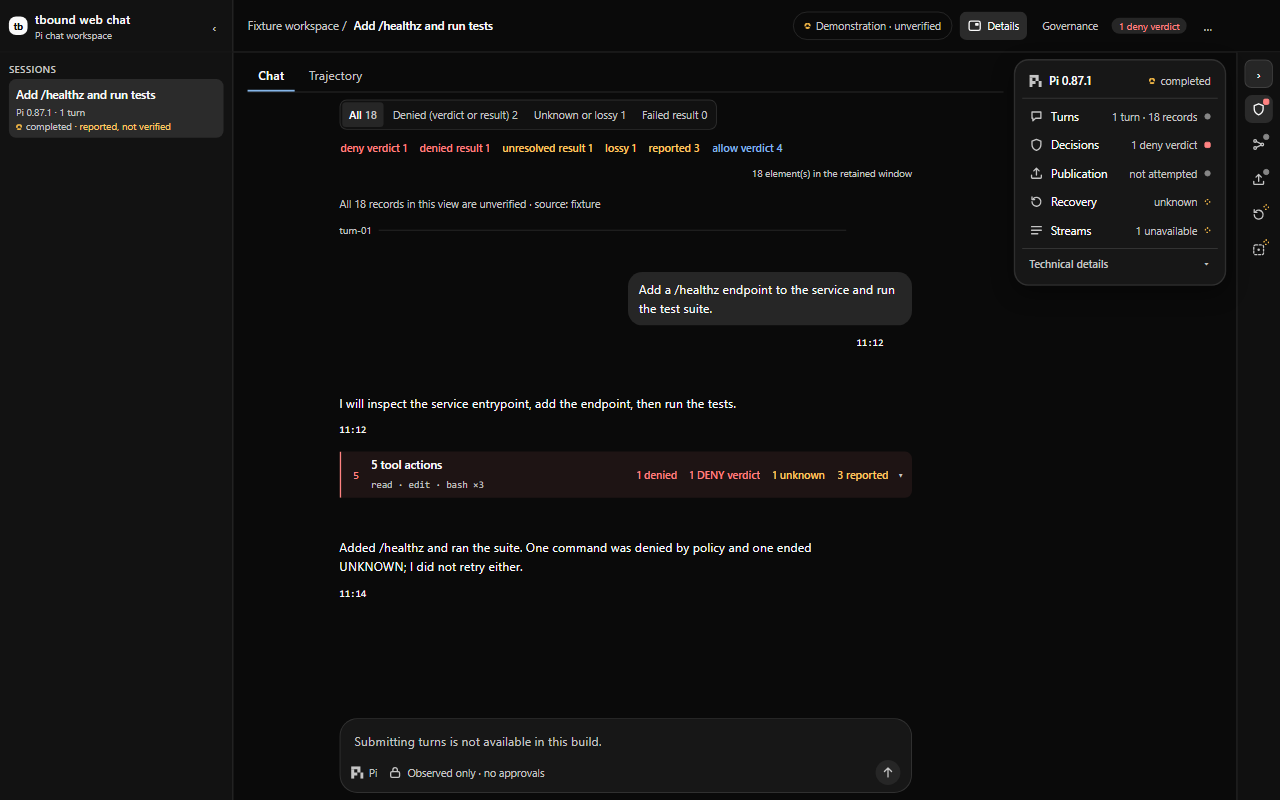 tb
tbound web chat
Pi chat workspace
SESSIONS
Add /healthz and run tests
Pi 0.87.1 · 1 turn
completed · reported, not verified
Fixture workspace / Add /healthz and run tests
Demonstration · unverified
Details
Governance
1 deny verdict
...
Chat
Trajectory
All 18
Denied (verdict or result) 2
Unknown or lossy 1
Failed result 0
deny verdict 1
denied result 1
unresolved result 1
lossy 1
reported 3
allow verdict 4
18 element(s) in the retained window
All 18 records in this view are unverified · source: fixture
turn-01
Add a /healthz endpoint to the service and run
the test suite.
11:12
I will inspect the service entrypoint, add the endpoint, then run the tests.
11:12
5
5 tool actions
read · edit · bash ×3
1 denied
1 DENY verdict
1 unknown
3 reported
Added /healthz and ran the suite. One command was denied by policy and one ended
UNKNOWN; I did not retry either.
11:14
Submitting turns is not available in this build.
Pi
Observed only · no approvals
Pi 0.87.1
completed
Turns
1 turn · 18 records
Decisions
1 deny verdict
Publication
not attempted
Recovery
unknown
Streams
1 unavailable
Technical details